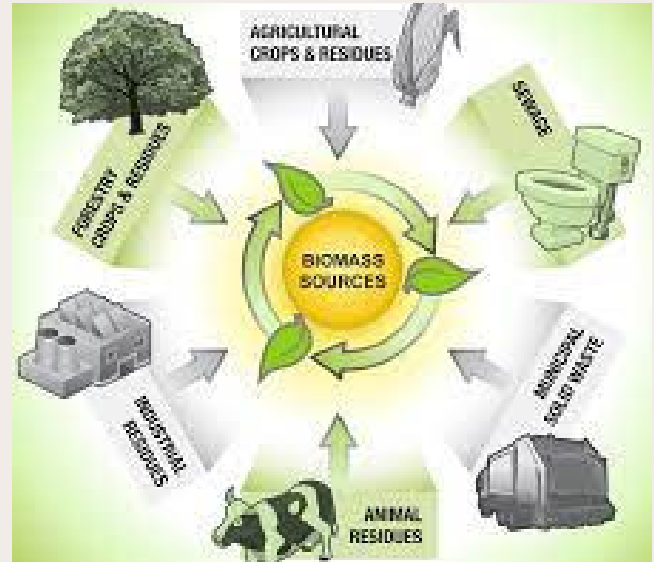 AGRICULTURAL
CROPS & RESIDUES
SEWAGE
FORESTRY
CROPS & RESIDUES
BIOMASS
SOURCES
INDUSTRIAL
RESIDUES
MUNICIPAL
SOLID WASTE
ANIMAL
RESIDUES